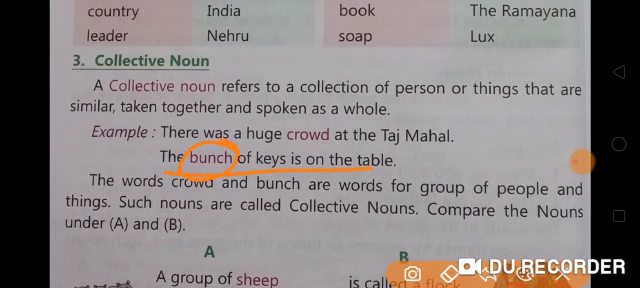 country India book The Ramayana
leader Nehru soap Lux
3. Collective Noun
A Collective noun refers to a collection of person or things that are
similar, taken together and spoken as a whole.
Example : There was a huge crowd at the Taj Mahal.
The bunch of keys is on the table.
The words crowd and bunch are words for group of people and
things. Such nouns are called Collective Nouns. Compare the Nouns
under (A) and (B).
A B
A group of sheep is called a flock
DU RECORDER